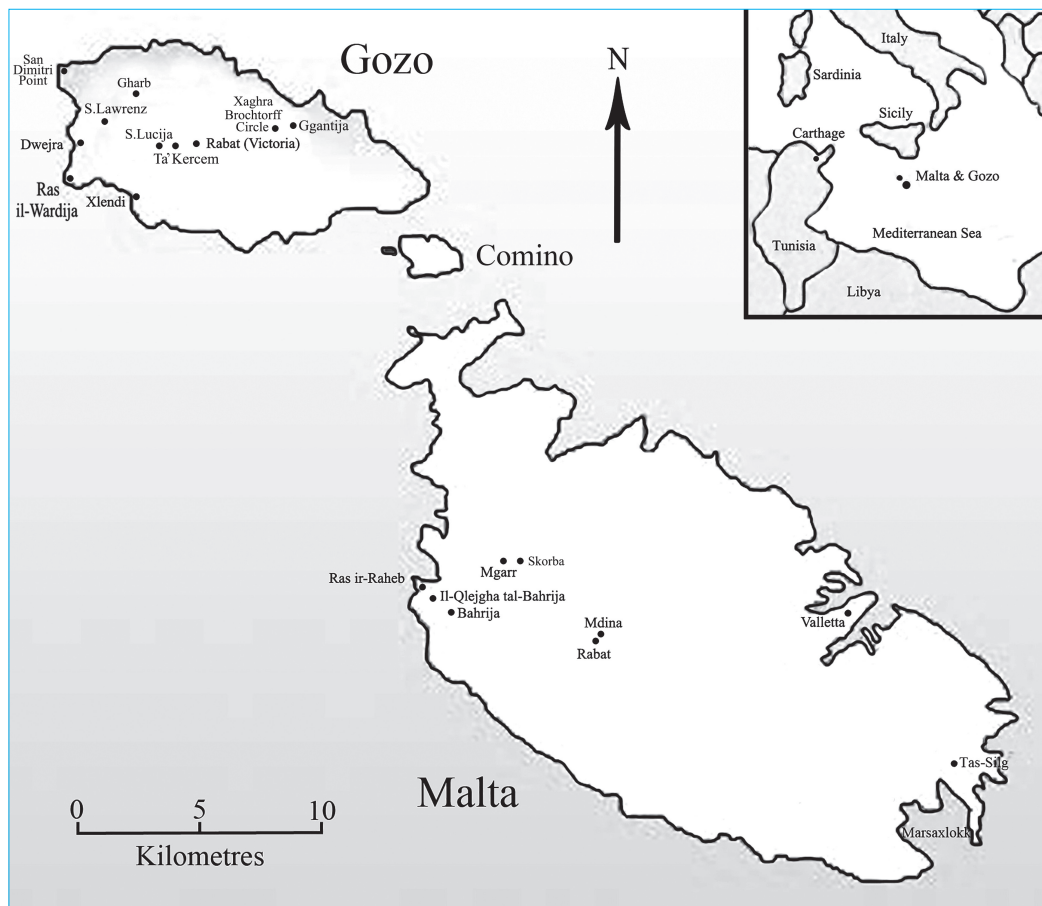 Gozo
San
Dimitri
Point
Gharb
S.Lawrenz
Xaghra
Brochtorff
Circle
Ggantija
S.Lucija
Dwejra
Ta' Kercem
Rabat (Victoria)
Ras
il-Wardija
Xlendi
N
Comino
Italy
Sardinia
Sicily
Carthage
Malta & Gozo
Mediterranean Sea
Tunisia
Libya
Mgarr
Skorba
Ras ir-Raheb
Il-Qlejgha tal-Bahrija
Bahrija
Mdina
Rabat
Valletta
Tas-Silg
Marsaxlokk
Malta
0 5 10
Kilometres